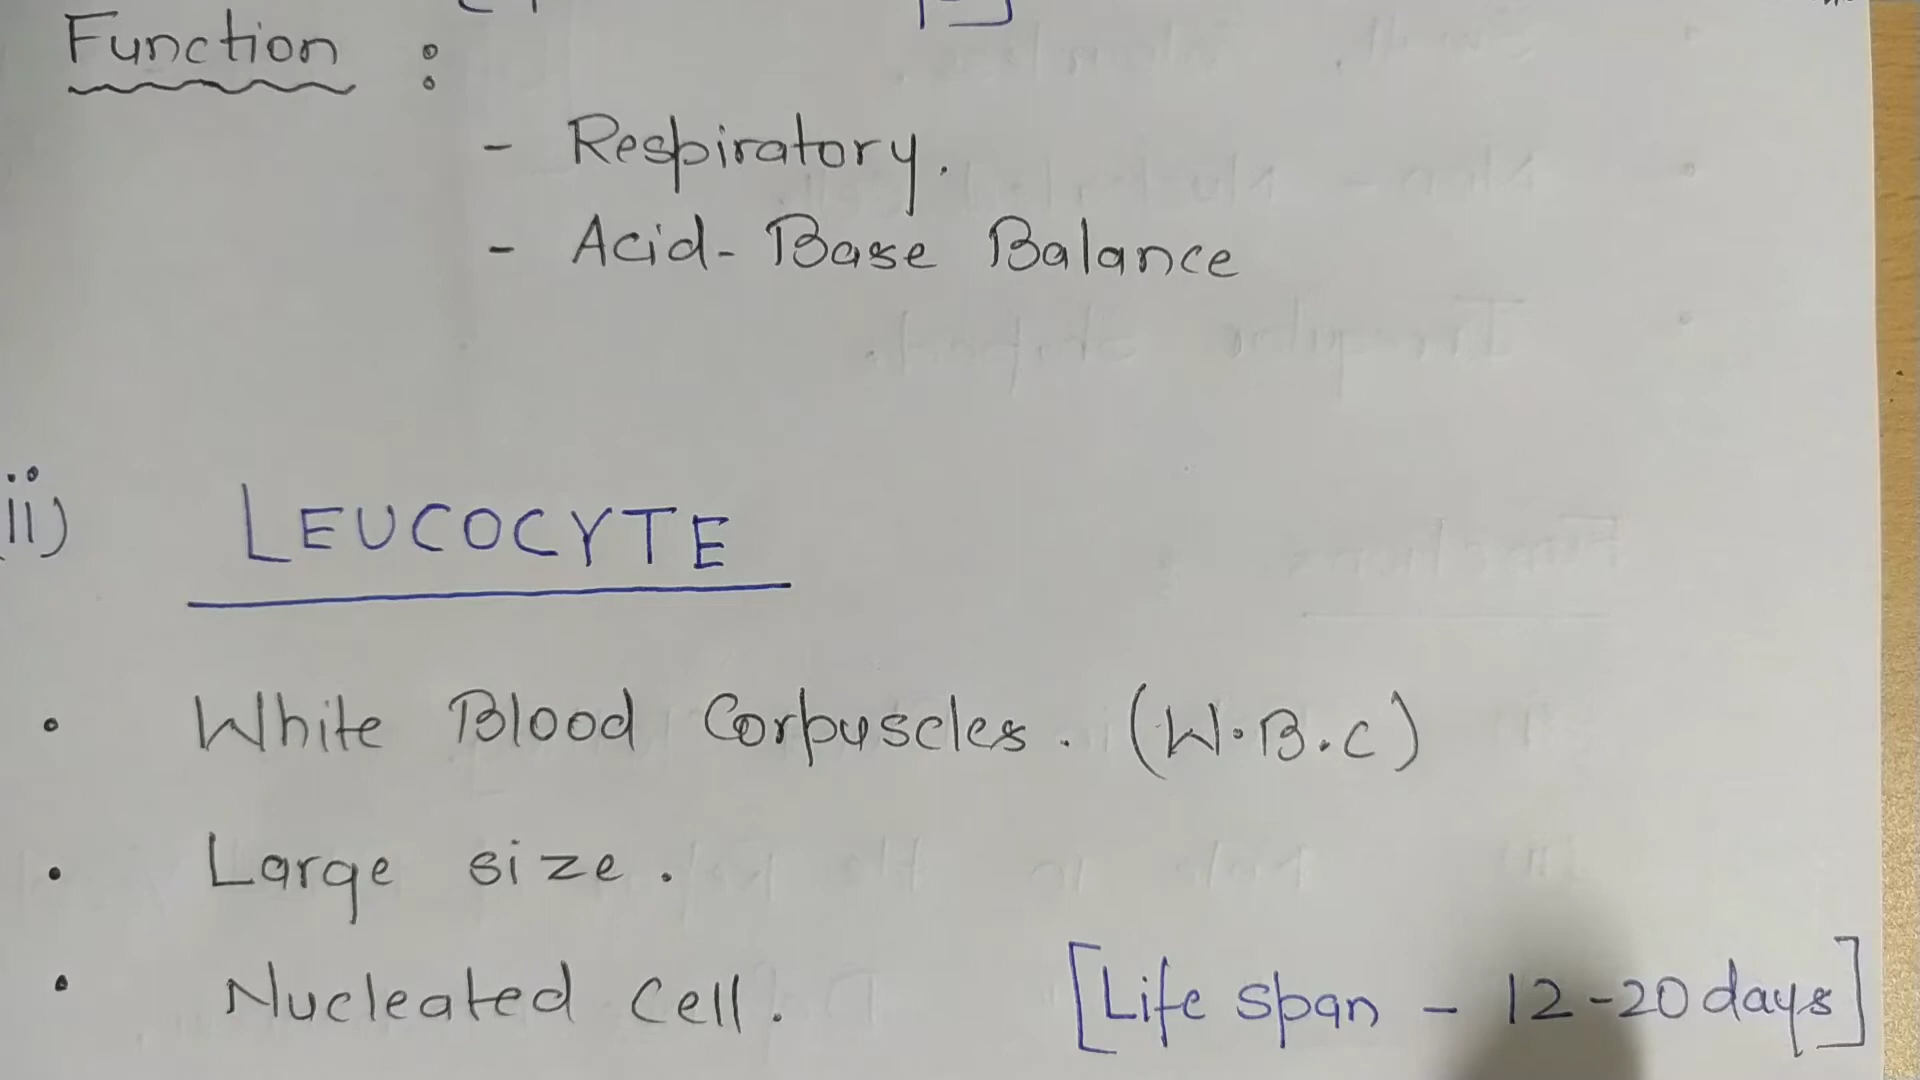 Function :
- Respiratory.
- Acid-Base Balance
ii) LEUCOCYTE
• White Blood Corpuscles. (W.B.C)
• Large size.
• Nucleated cell. [Life span - 12-20 days]